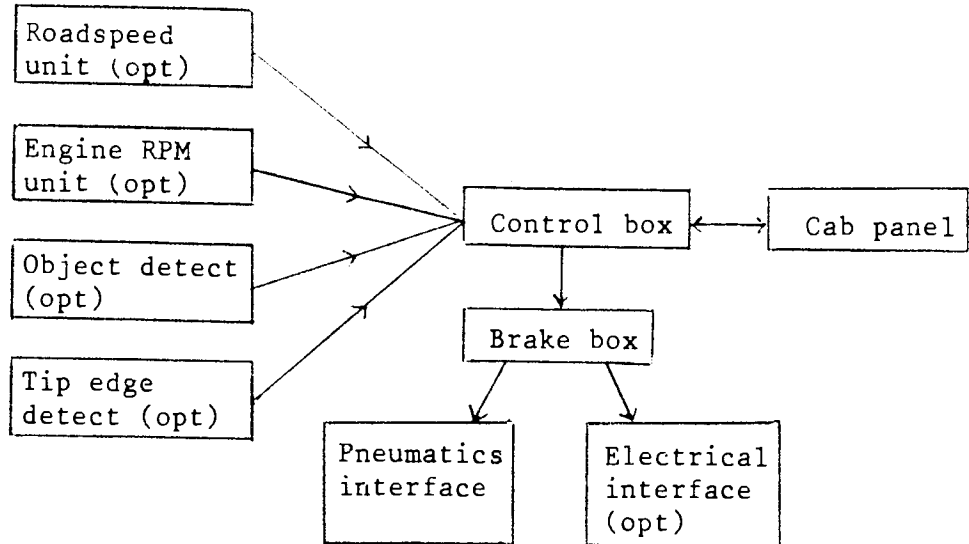 Roadspeed
unit (opt)
Engine RPM
unit (opt)
Object detect
(opt)
Tip edge
detect (opt)
Control box
Cab panel
Brake box
Pneumatics
interface
Electrical
interface
(opt)